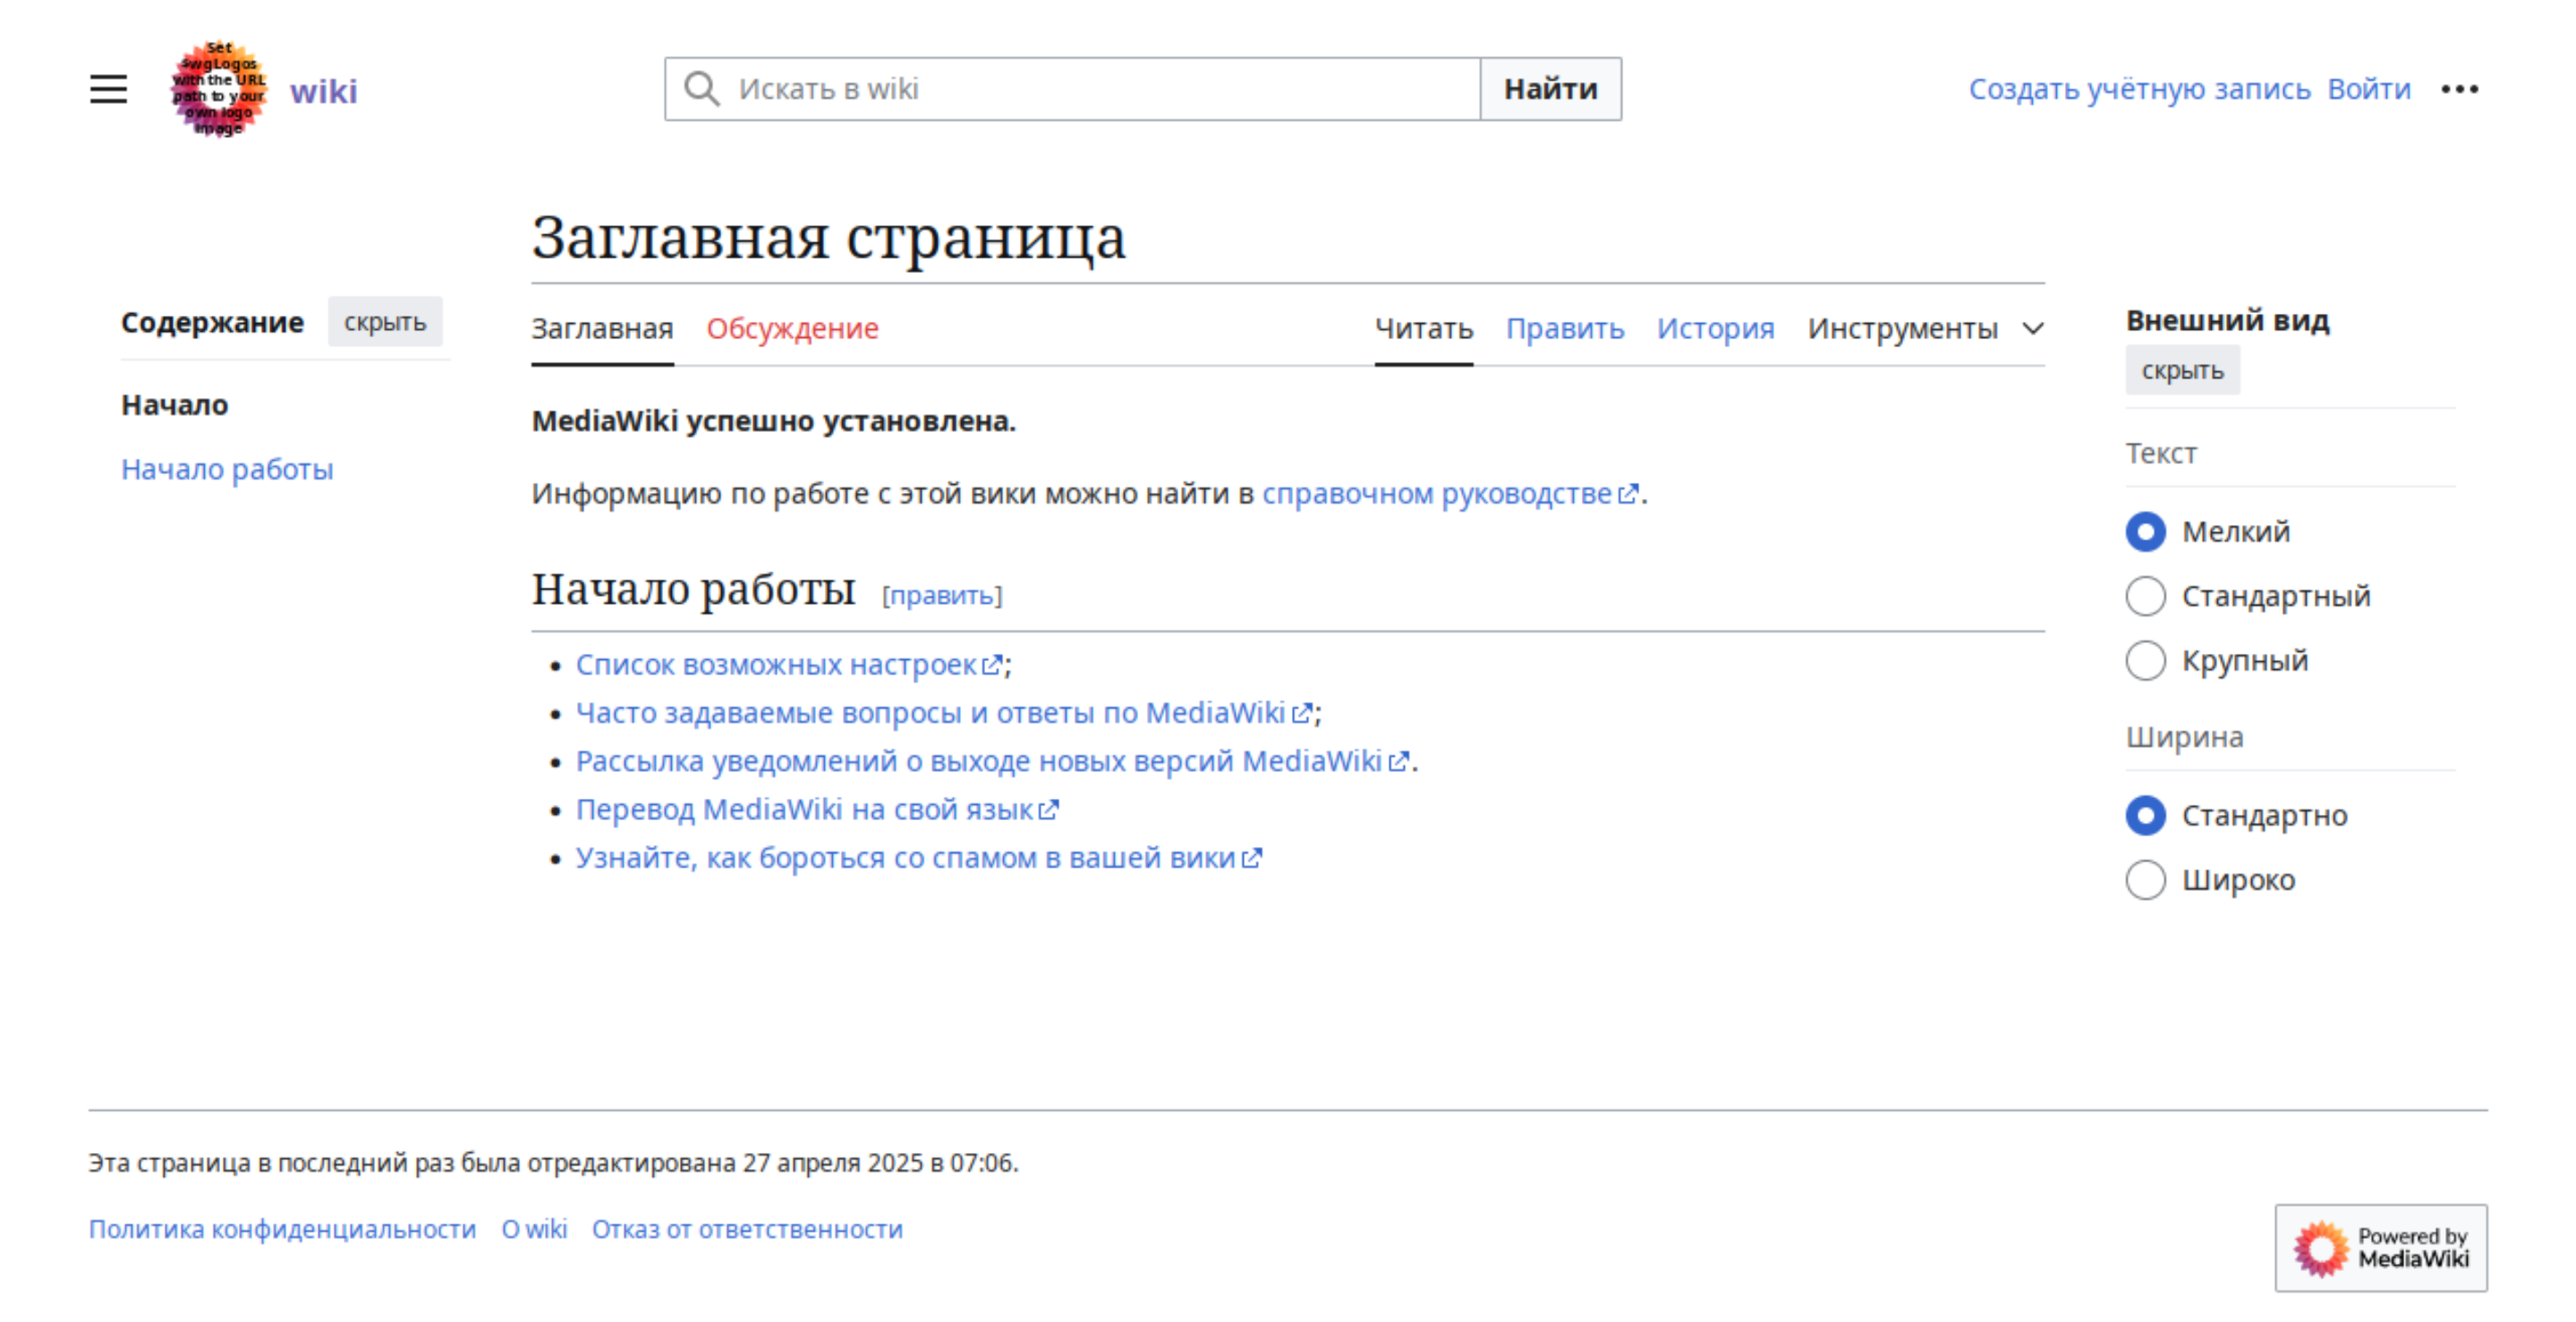 Set
$wgLogos
with the URL
path to your
own logo
image
wiki
Искать в wiki
Найти
Создать учётную запись Войти
Заглавная страница
Содержание скрыть
Начало
Начало работы
Заглавная Обсуждение
Читать Править История Инструменты
MediaWiki успешно установлена.
Информацию по работе с этой вики можно найти в справочном руководстве.
Начало работы [править]
• Список возможных настроек;
• Часто задаваемые вопросы и ответы по MediaWiki;
• Рассылка уведомлений о выходе новых версий MediaWiki.
• Перевод MediaWiki на свой язык
• Узнайте, как бороться со спамом в вашей вики
Внешний вид
скрыть
Текст
Мелкий
Стандартный
Крупный
Ширина
Стандартно
Широко
Эта страница в последний раз была отредактирована 27 апреля 2025 в 07:06.
Политика конфиденциальности О wiki Отказ от ответственности
Powered by
MediaWiki